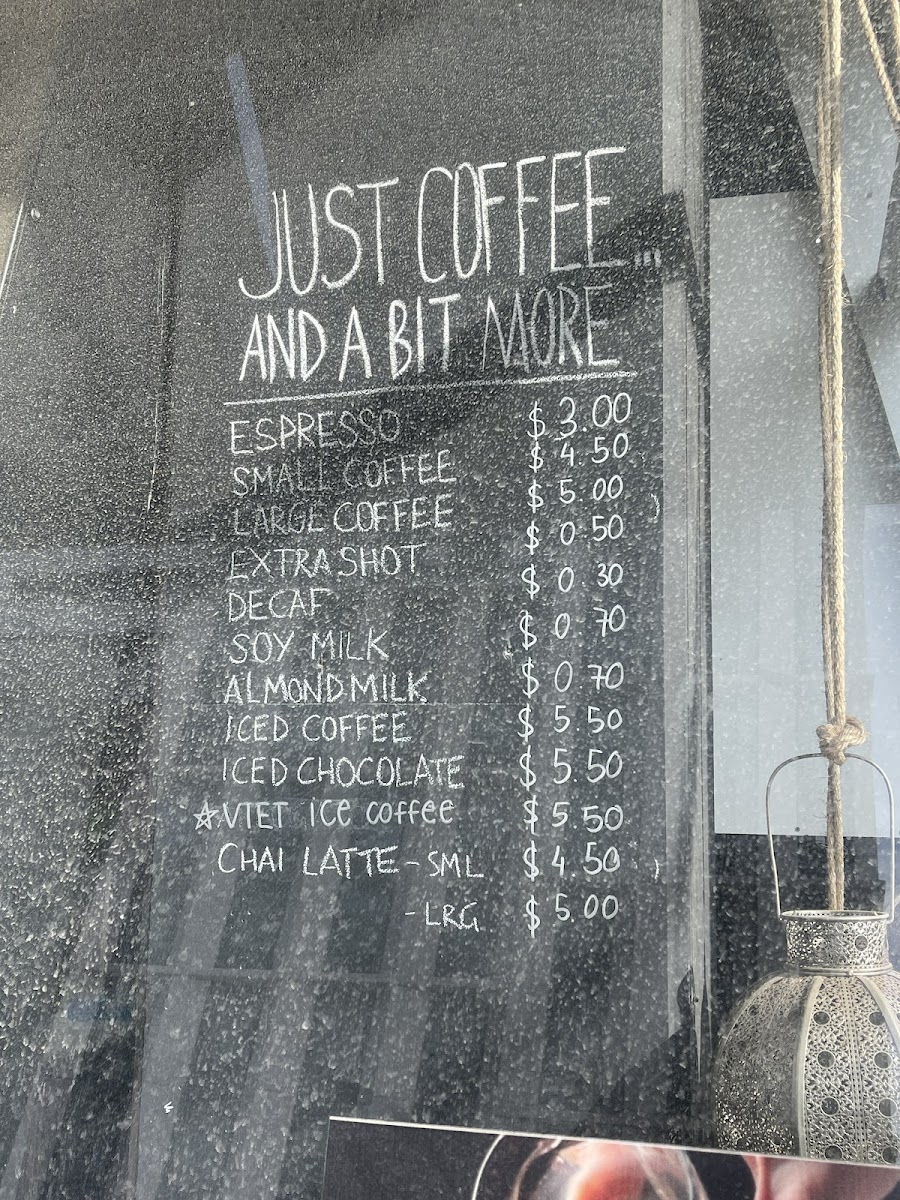 JUST COFFEE...
AND A BIT MORE
ESPRESSO $ 3.00
SMALL COFFEE $ 4.50
LARGE COFFEE $ 5.00
EXTRA SHOT $ 0.50
DECAF $ 0.30
SOY MILK $ 0.70
ALMOND MILK $ 0.70
ICED COFFEE $ 5.50
ICED CHOCOLATE $ 5.50
☆VIET ICE COFFEE $ 5.50
CHAI LATTE - SML $ 4.50
- LRG $ 5.00